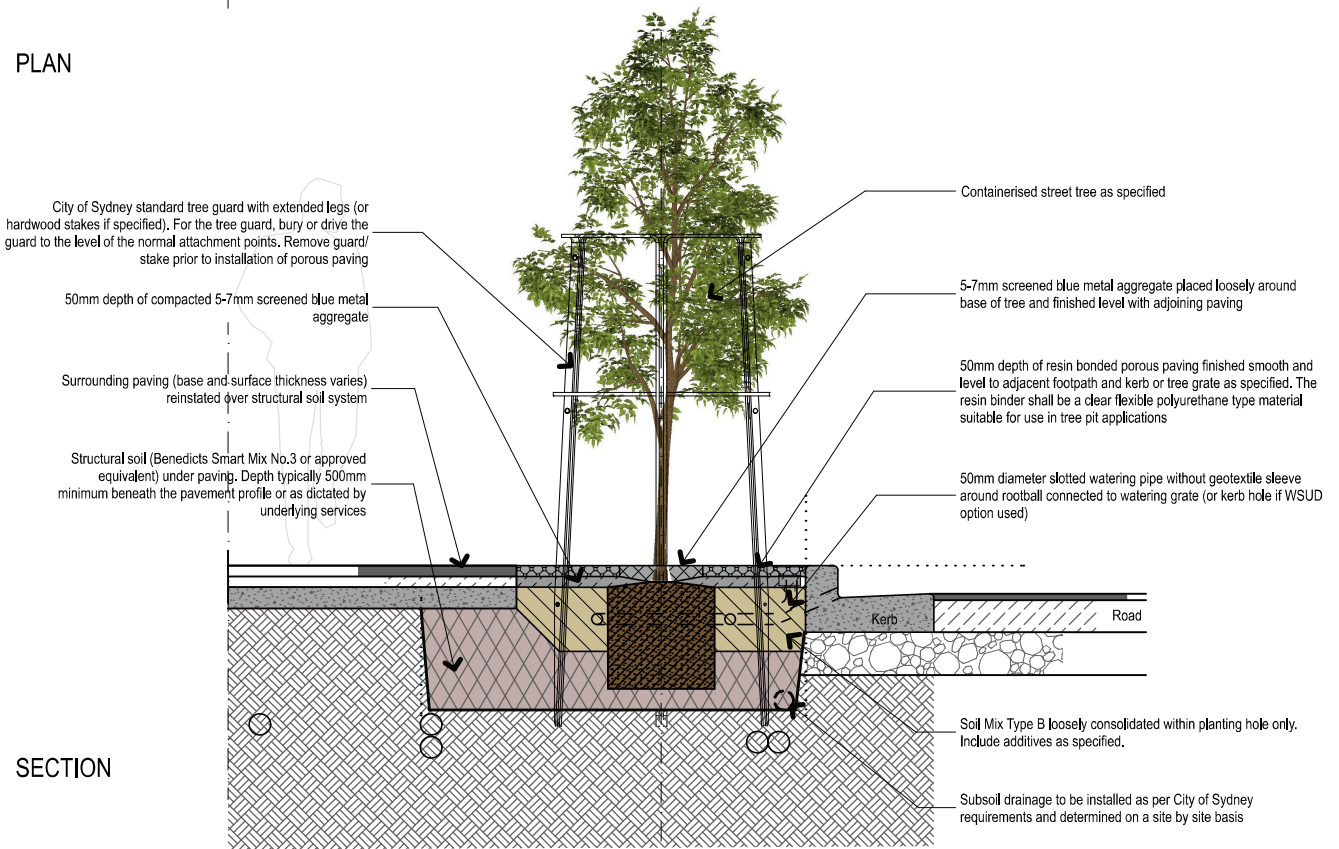 PLAN
City of Sydney standard tree guard with extended legs (or
hardwood stakes if specified). For the tree guard, bury or drive the
guard to the level of the normal attachment points. Remove guard/
stake prior to installation of porous paving
50mm depth of compacted 5-7mm screened blue metal
aggregate
Surrounding paving (base and surface thickness varies)
reinstated over structural soil system
Structural soil (Benedicts Smart Mix No.3 or approved
equivalent) under paving. Depth typically 500mm
minimum beneath the pavement profile or as dictated by
underlying services
SECTION
Containerised street tree as specified
5-7mm screened blue metal aggregate placed loosely around
base of tree and finished level with adjoining paving
50mm depth of resin bonded porous paving finished smooth and
level to adjacent footpath and kerb or tree grate as specified. The
resin binder shall be a clear flexible polyurethane type material
suitable for use in tree pit applications
50mm diameter slotted watering pipe without geotextile sleeve
around rootball connected to watering grate (or kerb hole if WSUD
option used)
Kerb
Road
Soil Mix Type B loosely consolidated within planting hole only.
Include additives as specified.
Subsoil drainage to be installed as per City of Sydney
requirements and determined on a site by site basis